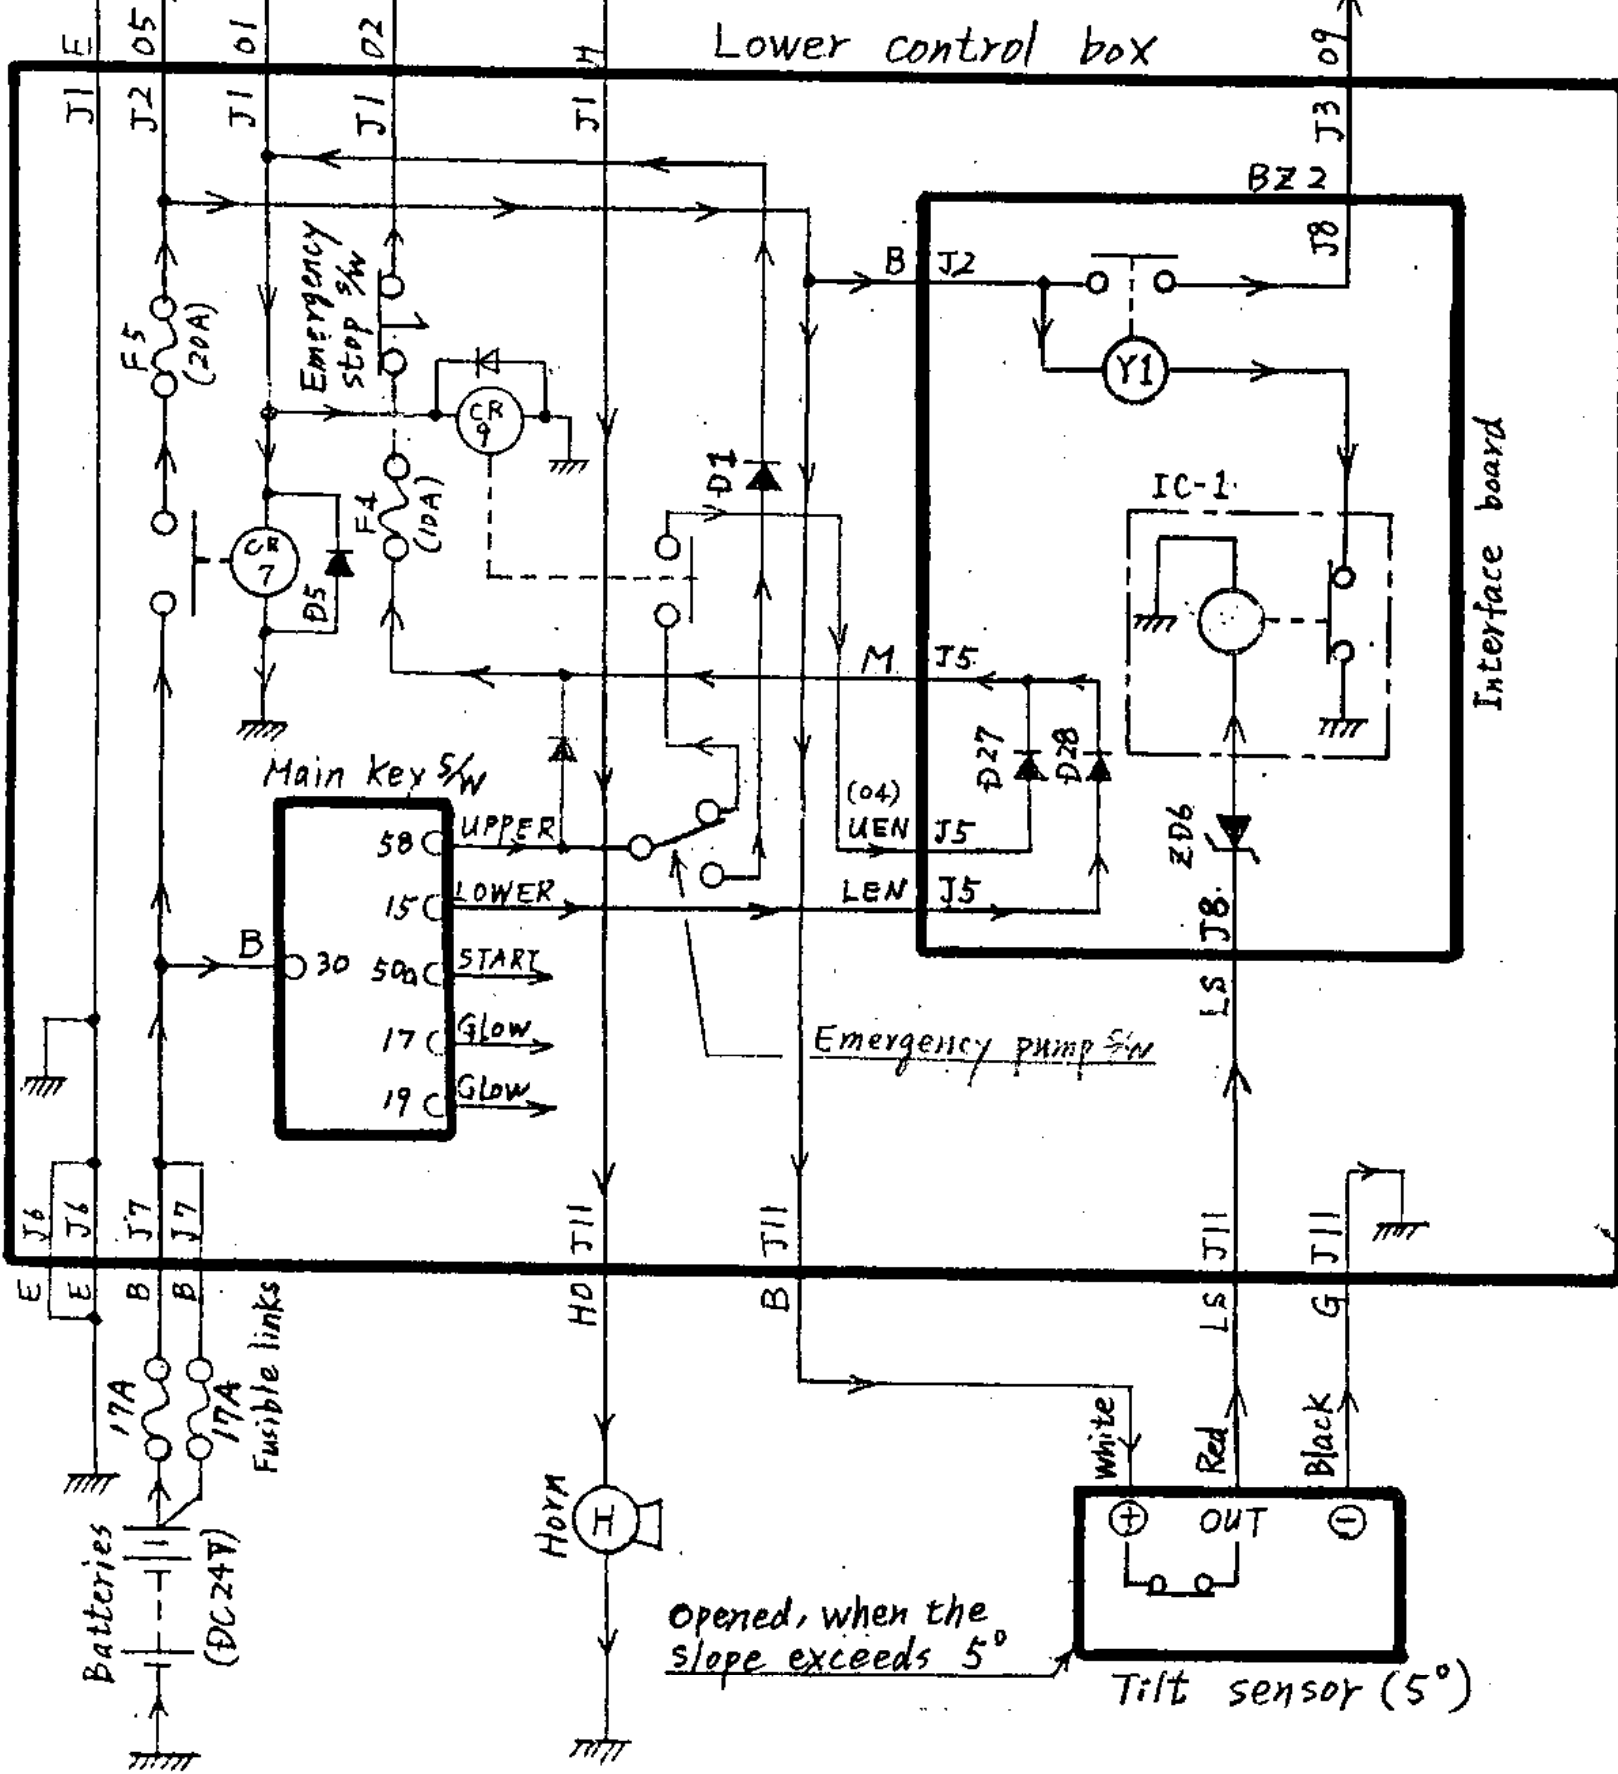 E
05
01
02
H
Lower control box
09
J1
J2
J1
J1
J1
J3
BZ2
J8
Emergency
stop s/w
B
J2
F5
(20A)
Y1
CR
9
D1
IC-1
F4
(10A)
CR
7
D5
M
J5
Interface board
D27
D28
Main key s/w
58
UPPER
(04)
UEN
J5
ZD6
15
LOWER
LEN
J5
J8
B
30
50a
START
LS
17
Glow
Emergency pump s/w
19
Glow
J6
J6
J7
J7
J11
J11
J11
J11
E
E
B
B
HO
B
LS
G
17A
17A
Fusible links
White
Red
Black
Horn
H
+
OUT
−
Batteries
(DC24V)
Opened, when the
slope exceeds 5°
Tilt sensor (5°)